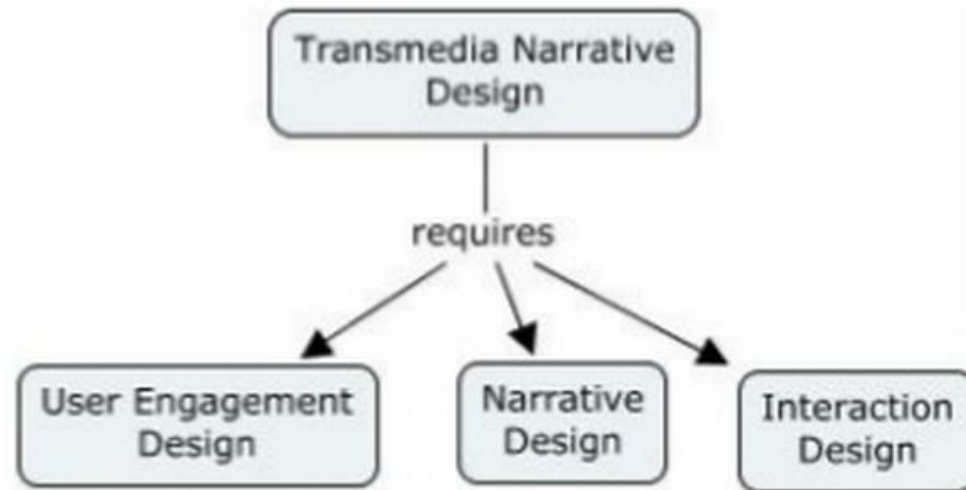 Transmedia Narrative
Design
requires
User Engagement
Design
Narrative
Design
Interaction
Design